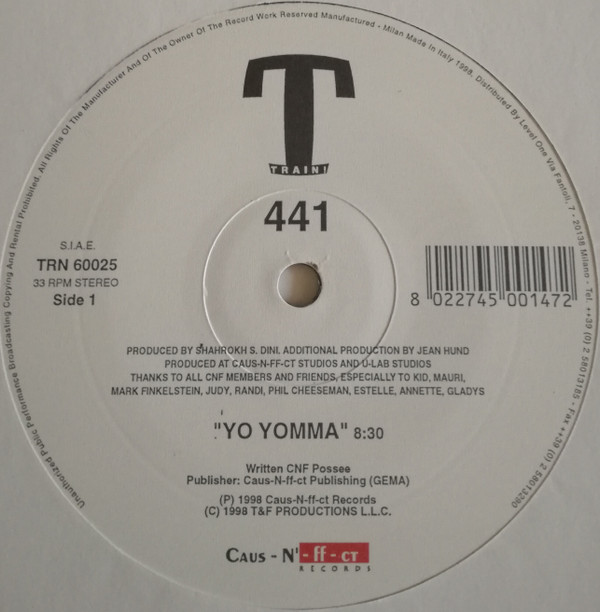 Unauthorized Public Performance Broadcasting Copying And Rental Prohibited. All Rights Of The Manufacturer And Of The Owner Of The Record Work Reserved Manufactured - Milan Made In Italy 1998. Distributed By Level One Via Fantoli, 7 - 20138 Milano - Tel. ++39 (0) 2 58013185 - Fax ++39 (0) 2 58013280
T
TRAIN!
441
S.I.A.E.
TRN 60025
33 RPM STEREO
Side 1
8 022745 001472
PRODUCED BY SHAHROKH S. DINI. ADDITIONAL PRODUCTION BY JEAN HUND
PRODUCED AT CAUS-N-FF-CT STUDIOS AND U-LAB STUDIOS
THANKS TO ALL CNF MEMBERS AND FRIENDS, ESPECIALLY TO KID, MAURI,
MARK FINKELSTEIN, JUDY, RANDI, PHIL CHEESEMAN, ESTELLE, ANNETTE, GLADYS
"YO YOMMA" 8:30
Written CNF Possee
Publisher: Caus-N-ff-ct Publishing (GEMA)
(P) 1998 Caus-N-ff-ct Records
(C) 1998 T&F PRODUCTIONS L.L.C.
CAUS - N' - ff - CT
RECORDS